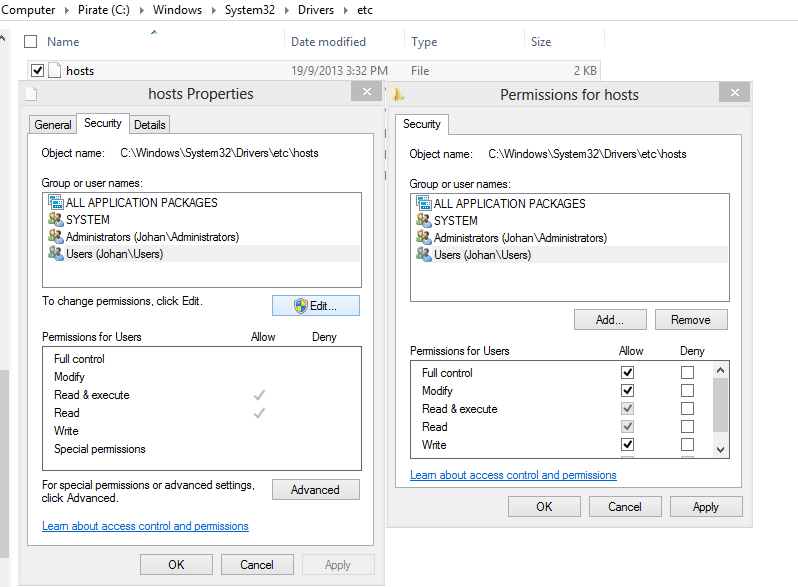 Computer Pirate (C:) Windows System32 Drivers etc
Name Date modified Type Size
hosts 19/9/2013 3:32 PM File 2 KB
hosts Properties
General Security Details
Object name: C:\Windows\System32\Drivers\etc\hosts
Group or user names:
ALL APPLICATION PACKAGES
SYSTEM
Administrators (Johan\Administrators)
Users (Johan\Users)
To change permissions, click Edit.
Edit...
Permissions for Users Allow Deny
Full control
Modify
Read & execute
Read
Write
Special permissions
For special permissions or advanced settings,
click Advanced.
Advanced
Learn about access control and permissions
OK Cancel Apply
Permissions for hosts
Security
Object name: C:\Windows\System32\Drivers\etc\hosts
Group or user names:
ALL APPLICATION PACKAGES
SYSTEM
Administrators (Johan\Administrators)
Users (Johan\Users)
Add... Remove
Permissions for Users Allow Deny
Full control
Modify
Read & execute
Read
Write
Learn about access control and permissions
OK Cancel Apply